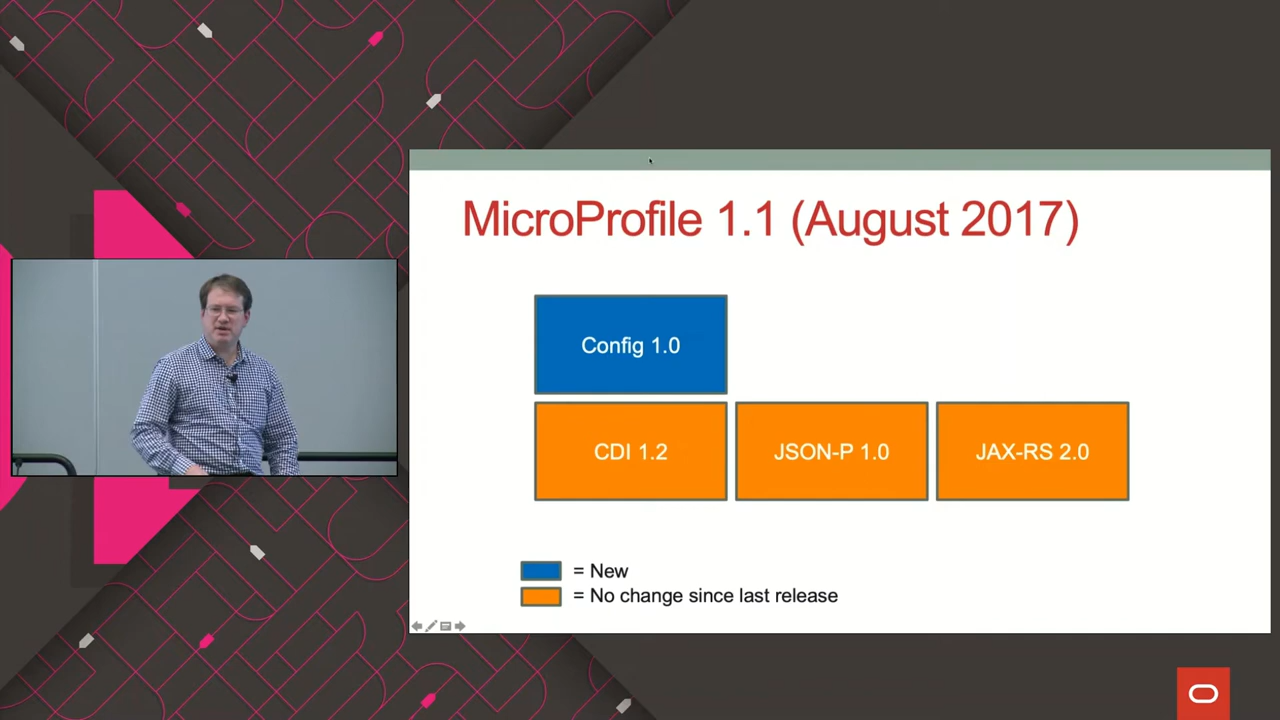 MicroProfile 1.1 (August 2017)
Config 1.0
CDI 1.2
JSON-P 1.0
JAX-RS 2.0
= New
= No change since last release